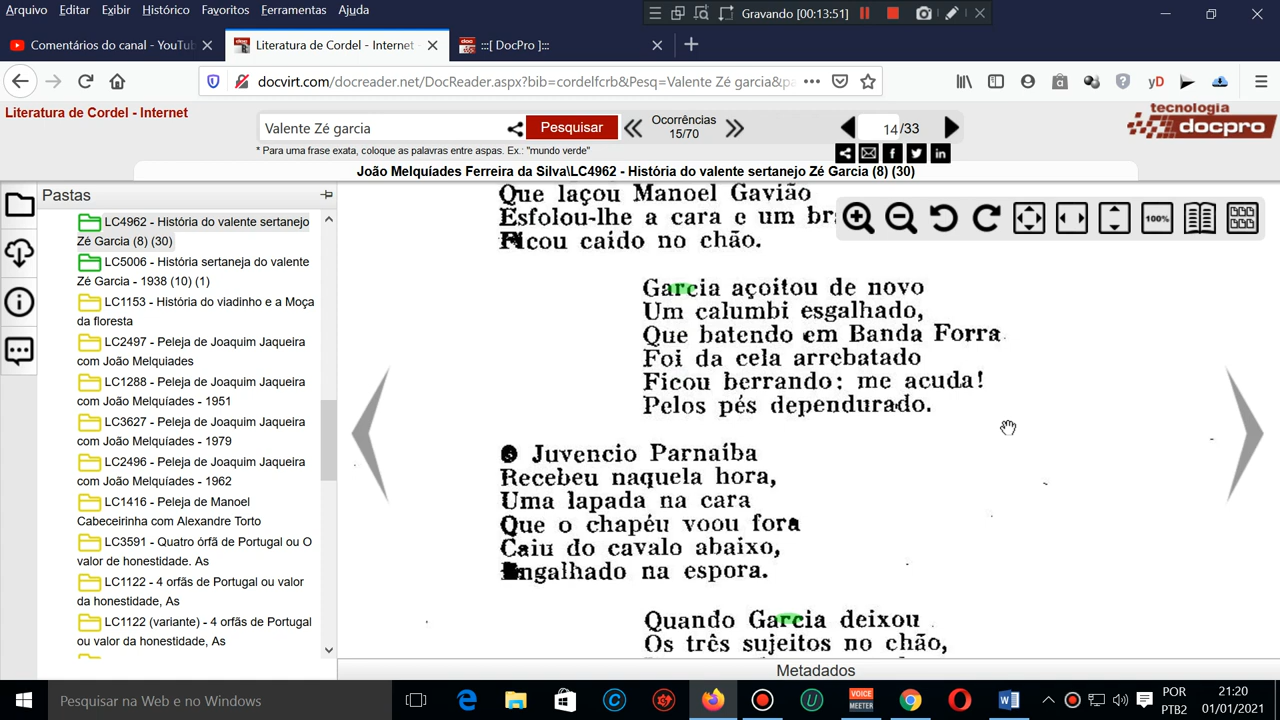 Arquivo Editar Exibir Histórico Favoritos Ferramentas Ajuda
Gravando [00:13:51]
Comentários do canal - YouTu
Literatura de Cordel - Internet -
:::[ DocPro ]:::
docvirt.com/docreader.net/DocReader.aspx?bib=cordelfcrb&Pesq=Valente Zé garcia&pa
yD
Literatura de Cordel - Internet
Valente Zé garcia
Pesquisar
Ocorrências
15/70
14 /33
tecnologia
docpro
* Para uma frase exata, coloque as palavras entre aspas. Ex.: "mundo verde"
João Melquíades Ferreira da Silva\LC4962 - História do valente sertanejo Zé Garcia (8) (30)
Pastas
LC4962 - História do valente sertanejo
Zé Garcia (8) (30)
LC5006 - História sertaneja do valente
Zé Garcia - 1938 (10) (1)
LC1153 - História do viadinho e a Moça
da floresta
LC2497 - Peleja de Joaquim Jaqueira
com João Melquiades
LC1288 - Peleja de Joaquim Jaqueira
com João Melquíades - 1951
LC3627 - Peleja de Joaquim Jaqueira
com João Melquíades - 1979
LC2496 - Peleja de Joaquim Jaqueira
com João Melquíades - 1962
LC1416 - Peleja de Manoel
Cabeceirinha com Alexandre Torto
LC3591 - Quatro órfã de Portugal ou O
valor de honestidade. As
LC1122 - 4 orfãs de Portugal ou valor
da honestidade, As
LC1122 (variante) - 4 orfãs de Portugal
ou valor da honestidade, As
100%
Que laçou Manoel Gavião
Esfolou-lhe a cara e um br
Ficou caido no chão.
Garcia açoitou de novo
Um calumbi esgalhado,
Que batendo em Banda Forra
Foi da cela arrebatado
Ficou berrando: me acuda!
Pelos pés dependurado.
O Juvencio Parnaíba
Recebeu naquela hora,
Uma lapada na cara
Que o chapéu voou fora
Caiu do cavalo abaixo,
Engalhado na espora.
Quando Garcia deixou
Os três sujeitos no chão,
Metadados
Pesquisar na Web e no Windows
VOICE
MEETER
POR
PTB2
21:20
01/01/2021